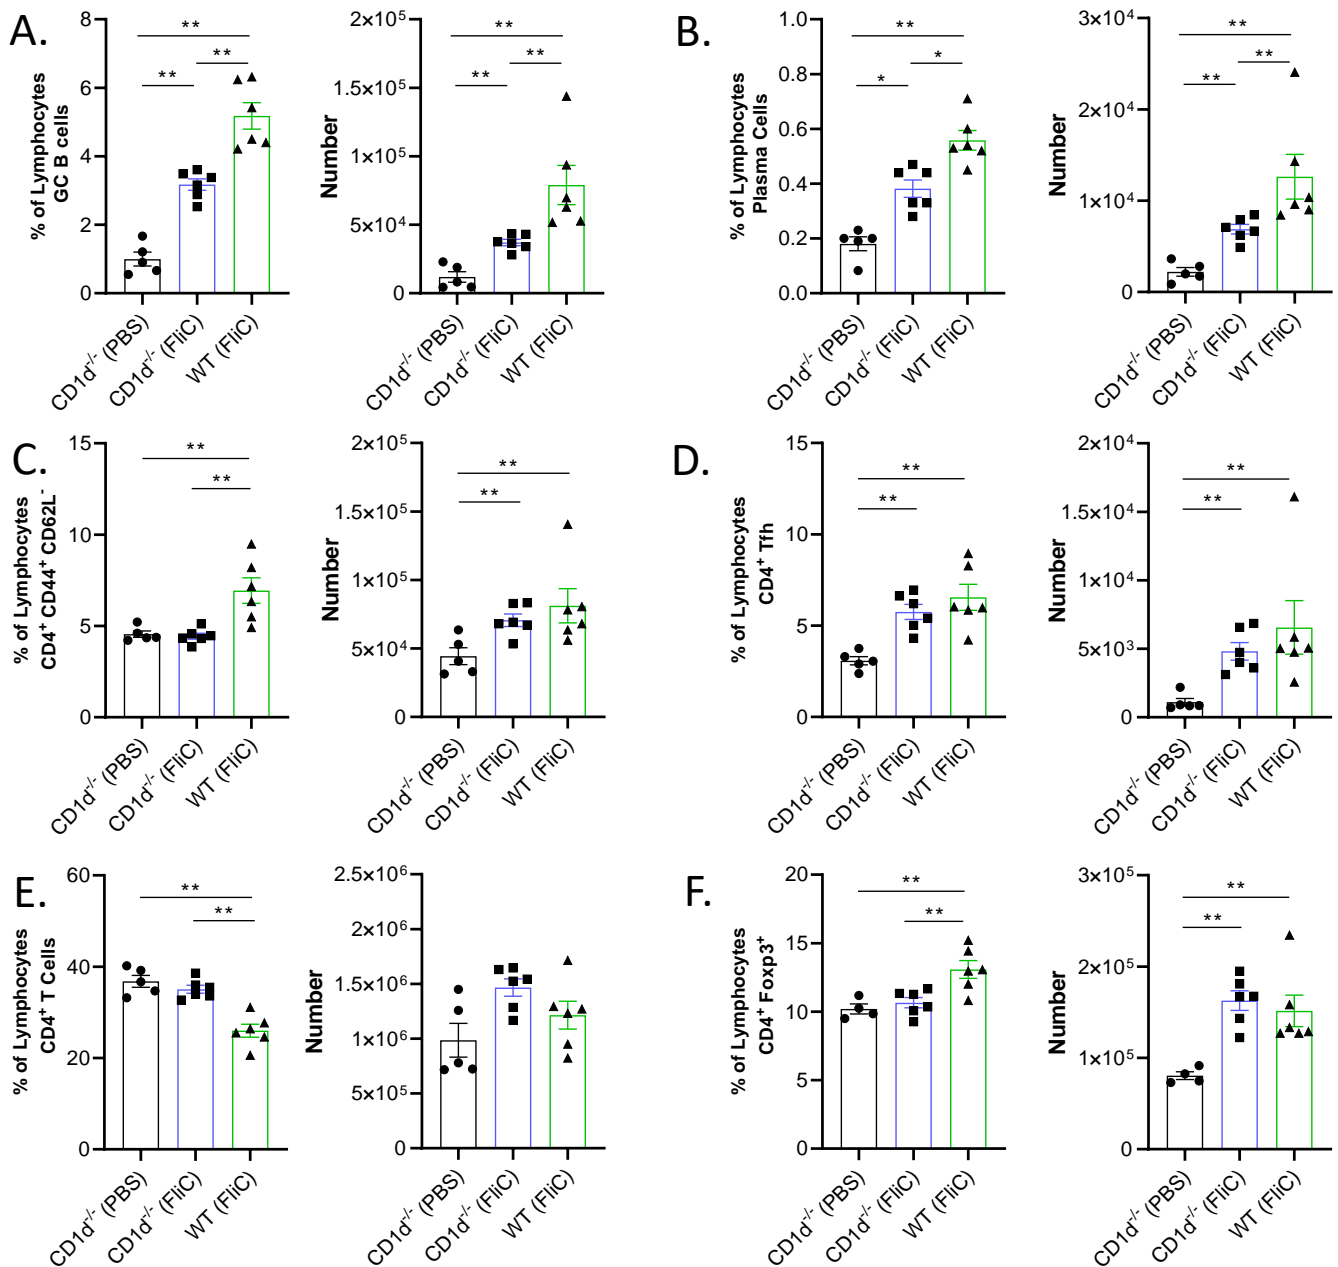 A.
% of Lymphocytes
GC B cells
8
6
4
2
0
**
**
**
CD1d⁻/⁻ (PBS)
CD1d⁻/⁻ (FliC)
WT (FliC)
Number
2×10⁵
1.5×10⁵
1×10⁵
5×10⁴
0
**
**
**
CD1d⁻/⁻ (PBS)
CD1d⁻/⁻ (FliC)
WT (FliC)
B.
% of Lymphocytes
Plasma Cells
1.0
0.8
0.6
0.4
0.2
0.0
**
*
*
CD1d⁻/⁻ (PBS)
CD1d⁻/⁻ (FliC)
WT (FliC)
Number
3×10⁴
2×10⁴
1×10⁴
0
**
**
**
CD1d⁻/⁻ (PBS)
CD1d⁻/⁻ (FliC)
WT (FliC)
C.
% of Lymphocytes
CD4⁺ CD44⁺ CD62L⁻
15
10
5
0
**
**
CD1d⁻/⁻ (PBS)
CD1d⁻/⁻ (FliC)
WT (FliC)
Number
2×10⁵
1.5×10⁵
1×10⁵
5×10⁴
0
**
**
CD1d⁻/⁻ (PBS)
CD1d⁻/⁻ (FliC)
WT (FliC)
D.
% of Lymphocytes
CD4⁺ Tfh
15
10
5
0
**
**
CD1d⁻/⁻ (PBS)
CD1d⁻/⁻ (FliC)
WT (FliC)
Number
2×10⁴
1.5×10⁴
1×10⁴
5×10³
0
**
**
CD1d⁻/⁻ (PBS)
CD1d⁻/⁻ (FliC)
WT (FliC)
E.
% of Lymphocytes
CD4⁺ T Cells
60
40
20
0
**
**
CD1d⁻/⁻ (PBS)
CD1d⁻/⁻ (FliC)
WT (FliC)
Number
2.5×10⁶
2×10⁶
1.5×10⁶
1×10⁶
5×10⁵
0
CD1d⁻/⁻ (PBS)
CD1d⁻/⁻ (FliC)
WT (FliC)
F.
% of Lymphocytes
CD4⁺ Foxp3⁺
20
15
10
5
0
**
**
CD1d⁻/⁻ (PBS)
CD1d⁻/⁻ (FliC)
WT (FliC)
Number
3×10⁵
2×10⁵
1×10⁵
0
**
**
CD1d⁻/⁻ (PBS)
CD1d⁻/⁻ (FliC)
WT (FliC)